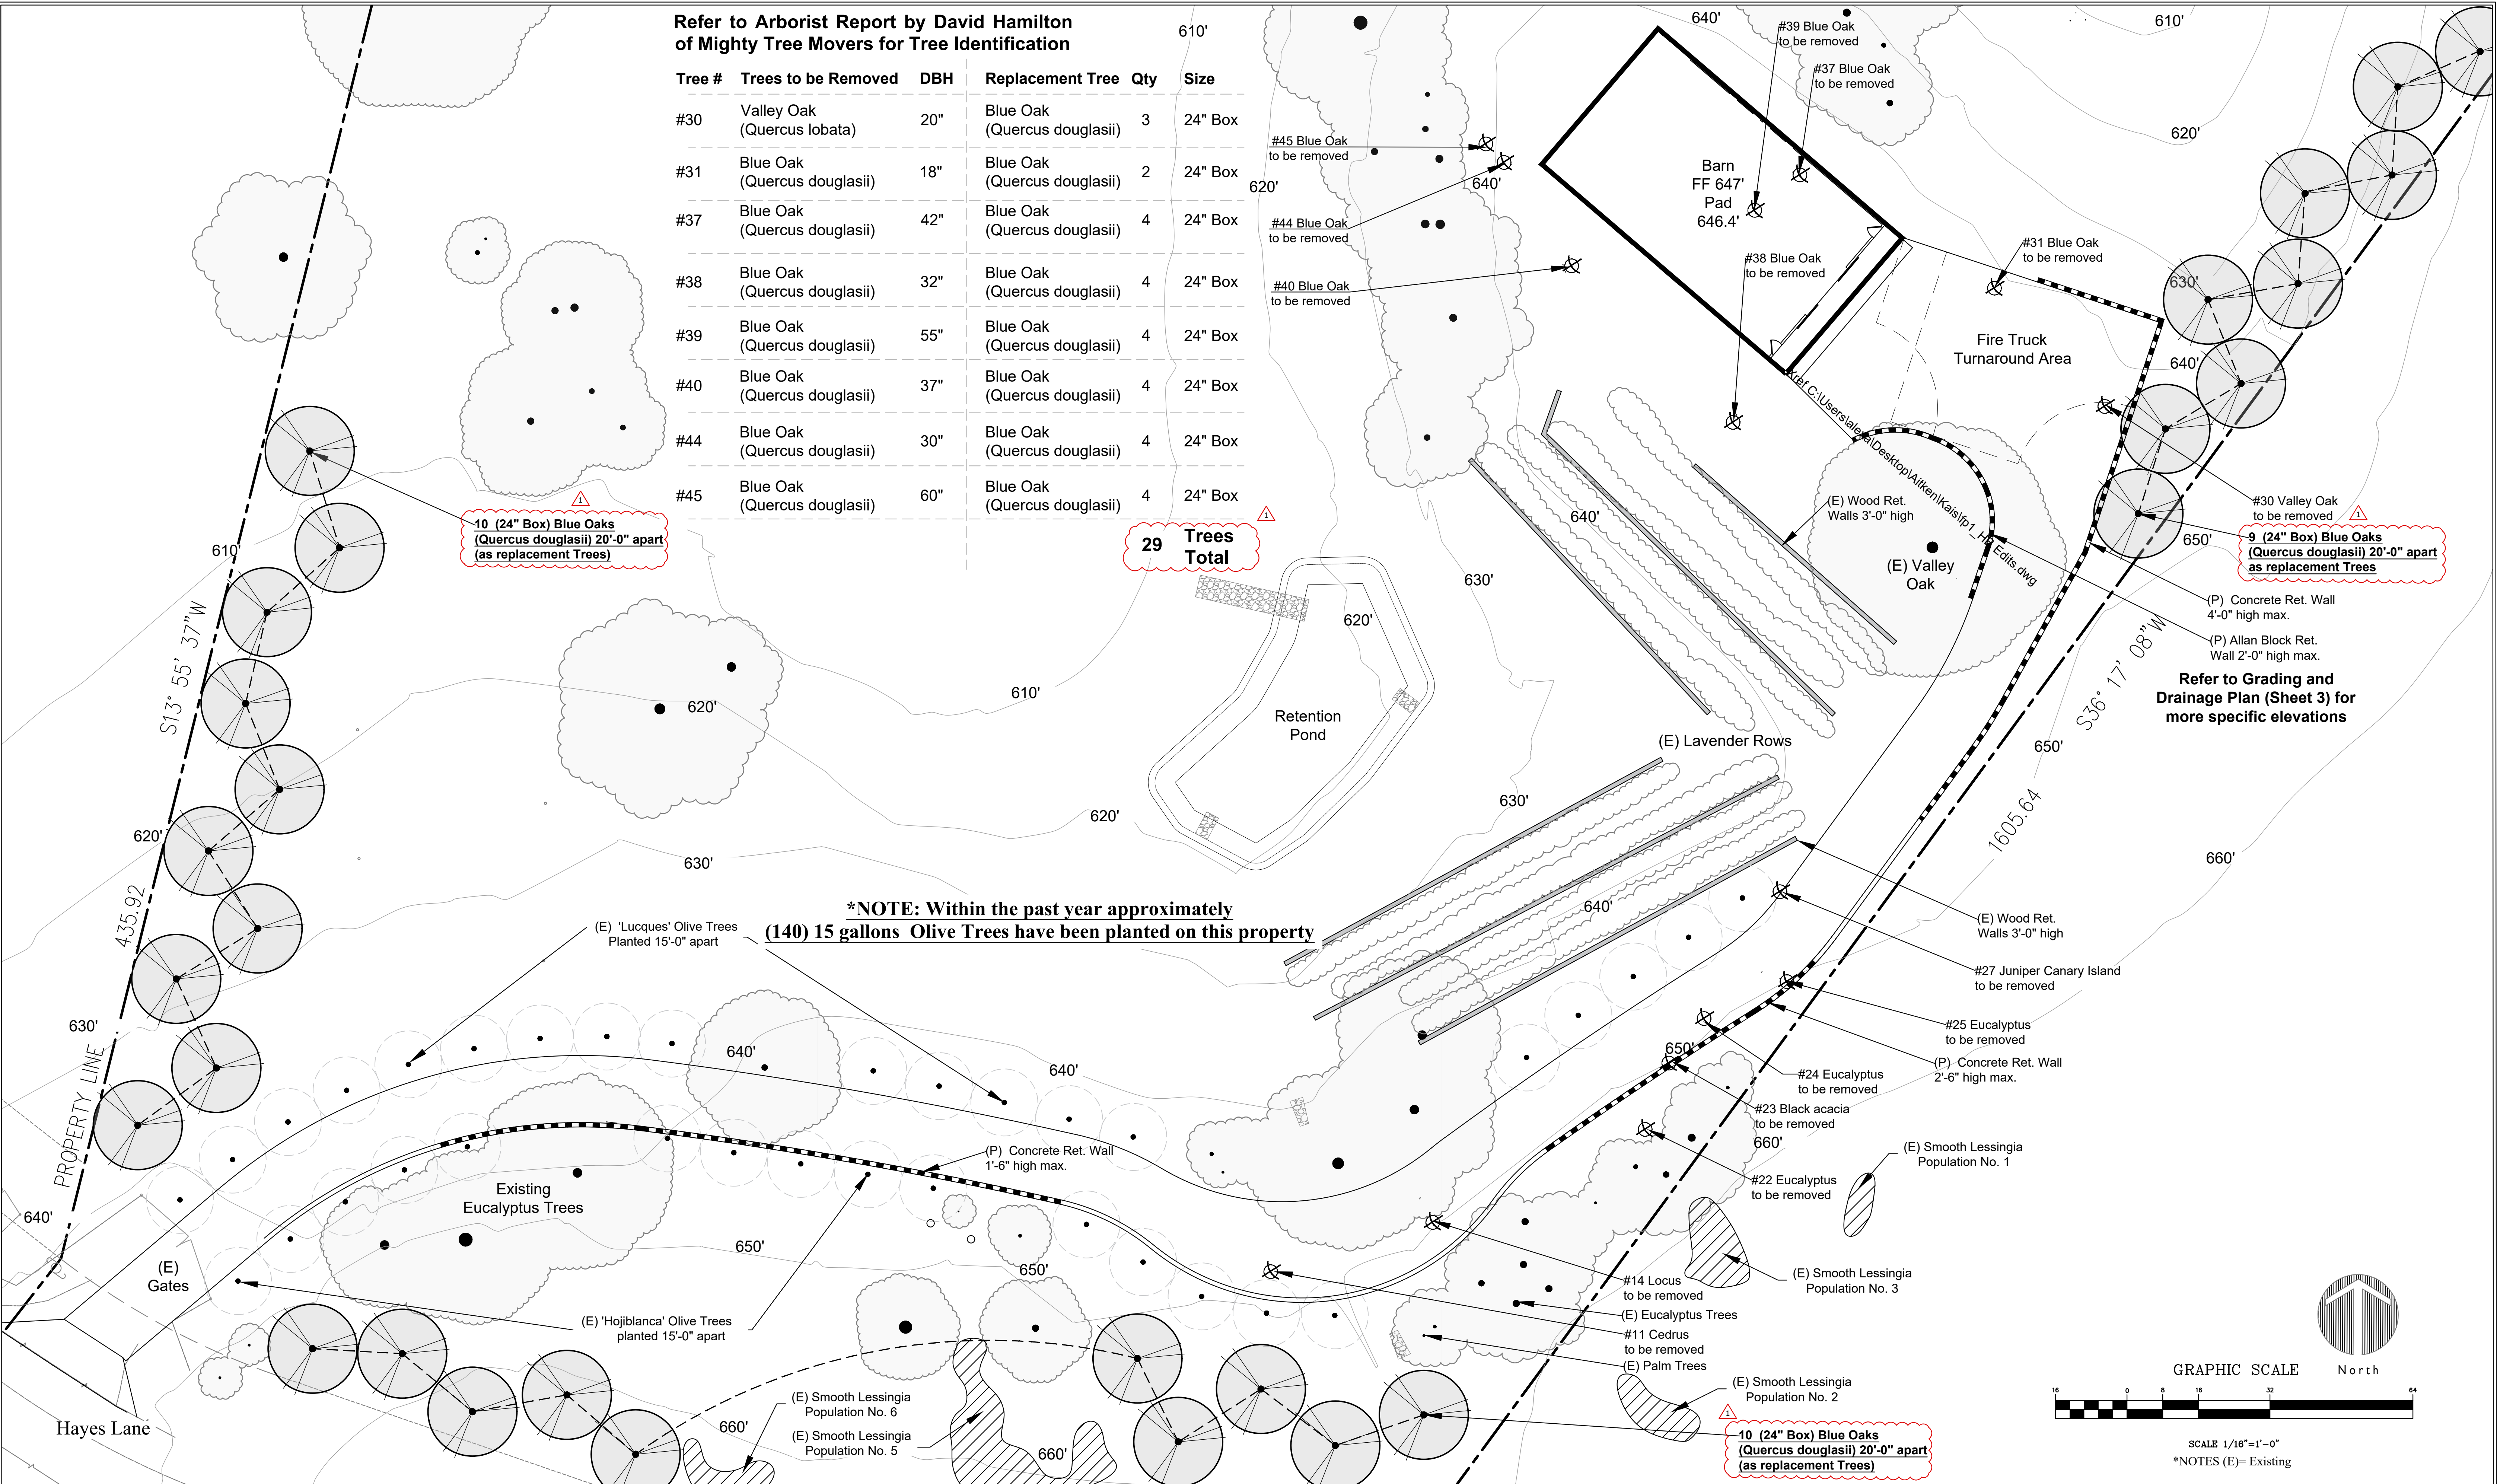 Refer to Arborist Report by David Hamilton
of Mighty Tree Movers for Tree Identification
Tree # Trees to be Removed DBH Replacement Tree Qty Size
#30 Valley Oak (Quercus lobata) 20" Blue Oak (Quercus douglasii) 3 24" Box
#31 Blue Oak (Quercus douglasii) 18" Blue Oak (Quercus douglasii) 2 24" Box
#37 Blue Oak (Quercus douglasii) 42" Blue Oak (Quercus douglasii) 4 24" Box
#38 Blue Oak (Quercus douglasii) 32" Blue Oak (Quercus douglasii) 4 24" Box
#39 Blue Oak (Quercus douglasii) 55" Blue Oak (Quercus douglasii) 4 24" Box
#40 Blue Oak (Quercus douglasii) 37" Blue Oak (Quercus douglasii) 4 24" Box
#44 Blue Oak (Quercus douglasii) 30" Blue Oak (Quercus douglasii) 4 24" Box
#45 Blue Oak (Quercus douglasii) 60" Blue Oak (Quercus douglasii) 4 24" Box
29 Trees
Total
1
610'
640'
610'
620'
#39 Blue Oak
to be removed
#37 Blue Oak
to be removed
#45 Blue Oak
to be removed
620'
640'
#44 Blue Oak
to be removed
#40 Blue Oak
to be removed
Barn
FF 647'
Pad
646.4'
#38 Blue Oak
to be removed
#31 Blue Oak
to be removed
630'
640'
Fire Truck
Turnaround Area
Xref C:\Users\alexa\Desktop\Aitken\Kais\fp1_HP Edits.dwg
(E) Wood Ret.
Walls 3'-0" high
640'
(E) Valley
Oak
#30 Valley Oak
to be removed
1
650'
9 (24" Box) Blue Oaks
(Quercus douglasii) 20'-0" apart
as replacement Trees
(P) Concrete Ret. Wall
4'-0" high max.
(P) Allan Block Ret.
Wall 2'-0" high max.
Refer to Grading and
Drainage Plan (Sheet 3) for
more specific elevations
S36° 17' 08"W
1605.64
650'
660'
1
10 (24" Box) Blue Oaks
(Quercus douglasii) 20'-0" apart
(as replacement Trees)
610'
S13° 55' 37"W
435.92
PROPERTY LINE
620'
620'
630'
610'
620'
630'
620'
Retention
Pond
630'
(E) Lavender Rows
640'
*NOTE: Within the past year approximately
(140) 15 gallons Olive Trees have been planted on this property
(E) 'Lucques' Olive Trees
Planted 15'-0" apart
(E) Wood Ret.
Walls 3'-0" high
#27 Juniper Canary Island
to be removed
#25 Eucalyptus
to be removed
(P) Concrete Ret. Wall
2'-6" high max.
650'
#24 Eucalyptus
to be removed
#23 Black acacia
to be removed
660'
#22 Eucalyptus
to be removed
(E) Smooth Lessingia
Population No. 1
(E) Smooth Lessingia
Population No. 3
630'
640'
640'
640'
(P) Concrete Ret. Wall
1'-6" high max.
Existing
Eucalyptus Trees
650'
650'
(E)
Gates
(E) 'Hojiblanca' Olive Trees
planted 15'-0" apart
#14 Locus
to be removed
(E) Eucalyptus Trees
#11 Cedrus
to be removed
(E) Palm Trees
(E) Smooth Lessingia
Population No. 2
1
10 (24" Box) Blue Oaks
(Quercus douglasii) 20'-0" apart
(as replacement Trees)
(E) Smooth Lessingia
Population No. 6
(E) Smooth Lessingia
Population No. 5
660'
660'
Hayes Lane
North
GRAPHIC SCALE
16 0 8 16 32 64
SCALE 1/16"=1'-0"
*NOTES (E)= Existing